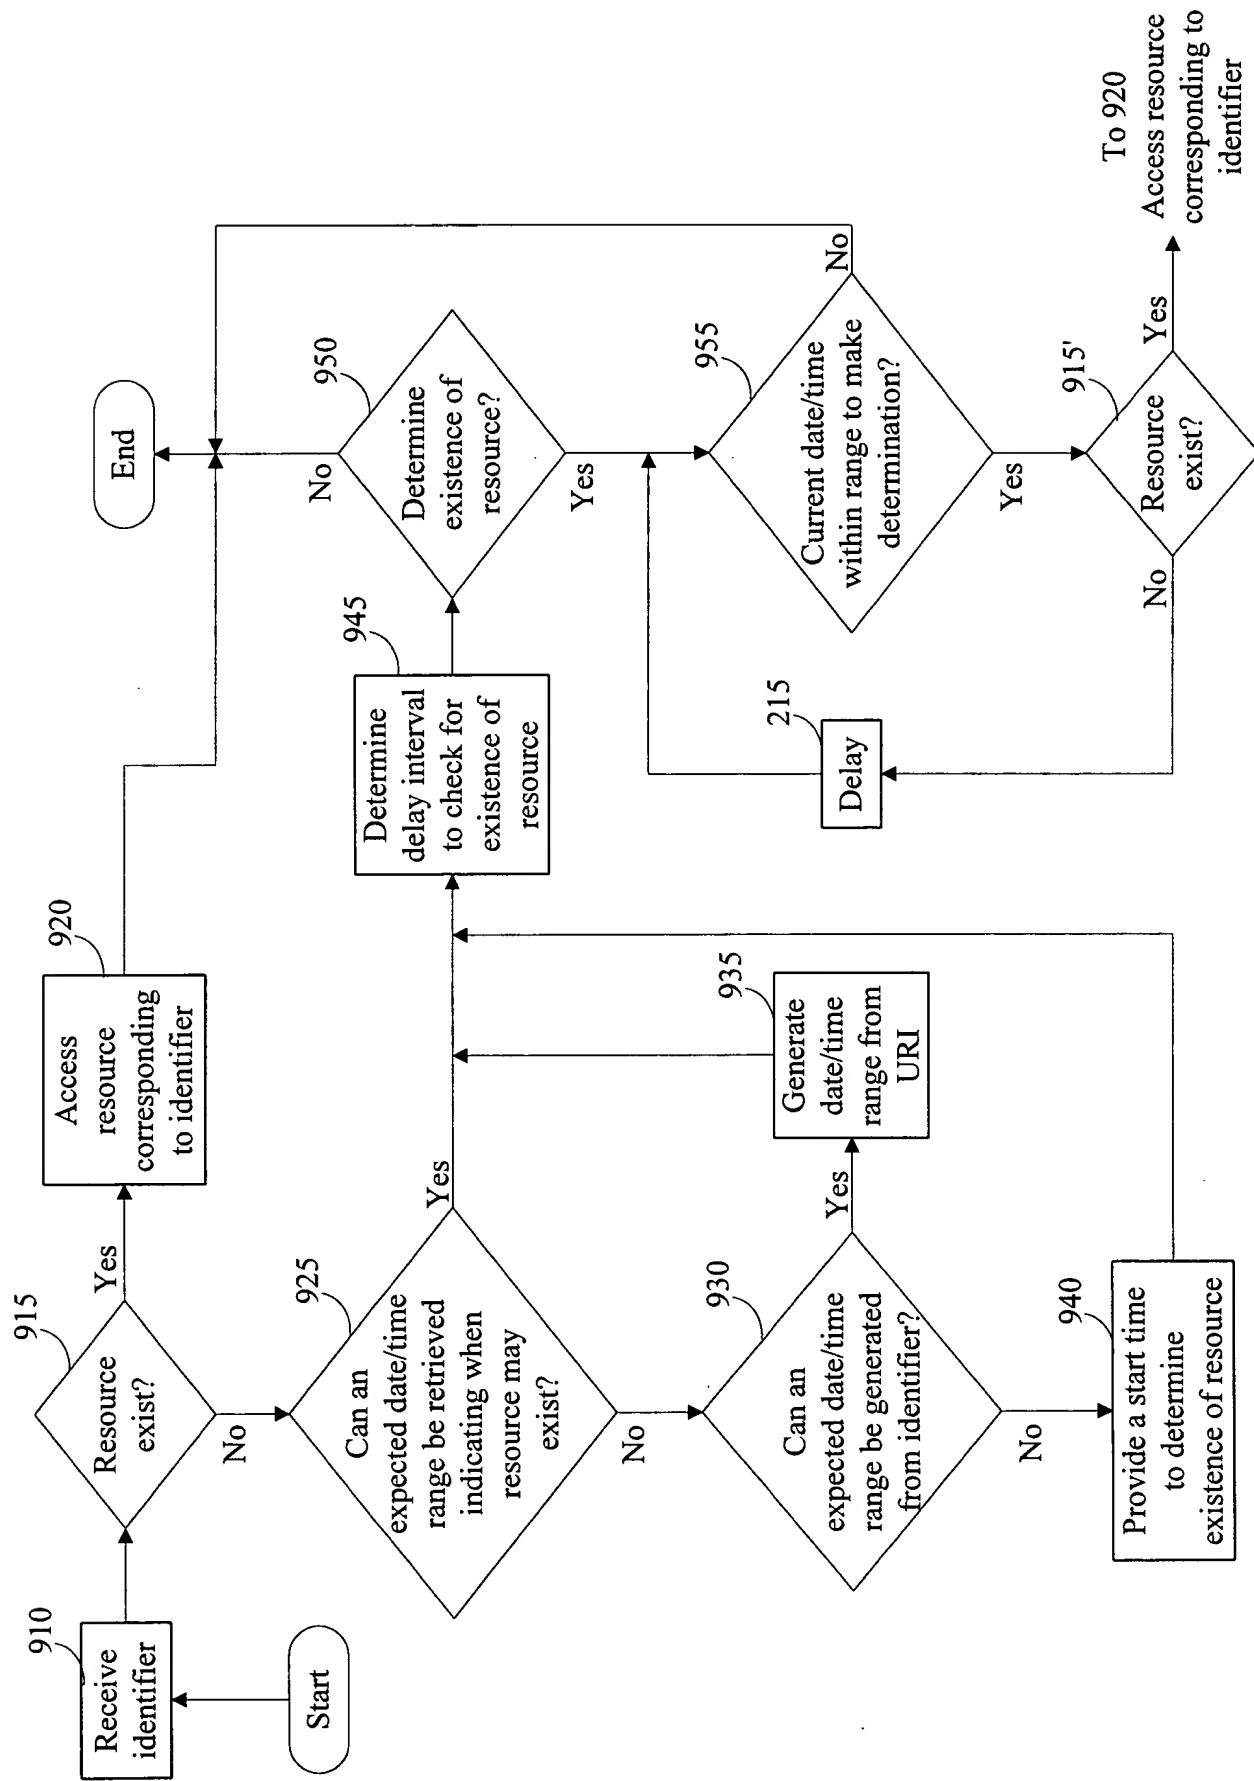 910
Receive
identifier
Start
915
Resource
exist?
Yes
No
920
Access
resource
corresponding
to identifier
End
925
Can an
expected date/time
range be retrieved
indicating when
resource may
exist?
Yes
No
945
Determine
delay interval
to check for
existence of
resource
950
Determine
existence of
resource?
No
Yes
930
Can an
expected date/time
range be generated
from identifier?
Yes
No
935
Generate
date/time
range from
URI
940
Provide a start time
to determine
existence of resource
215
Delay
955
Current date/time
within range to make
determination?
No
Yes
915'
Resource
exist?
No
Yes
To 920
Access resource
corresponding to
identifier